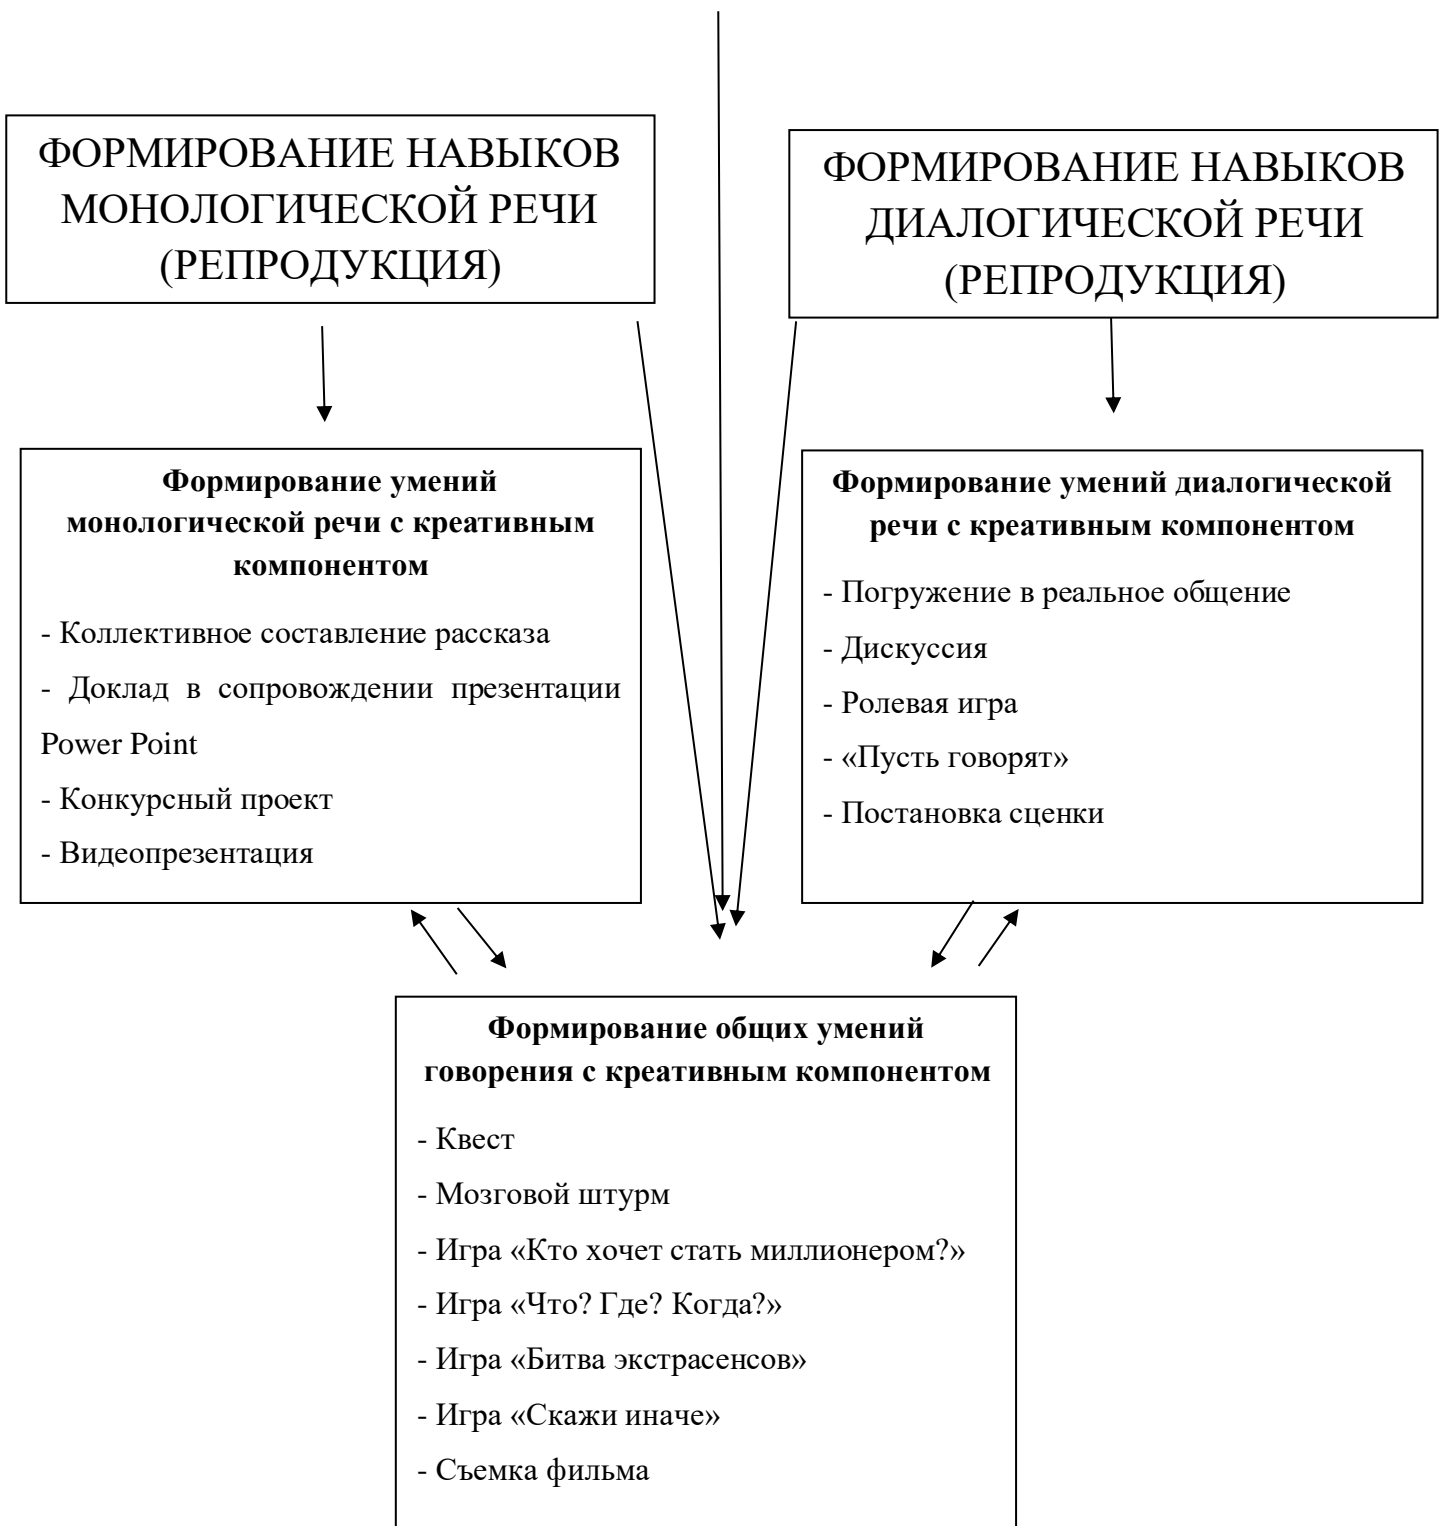 ФОРМИРОВАНИЕ НАВЫКОВ
МОНОЛОГИЧЕСКОЙ РЕЧИ
(РЕПРОДУКЦИЯ)
ФОРМИРОВАНИЕ НАВЫКОВ
ДИАЛОГИЧЕСКОЙ РЕЧИ
(РЕПРОДУКЦИЯ)
Формирование умений
монологической речи с креативным
компонентом
- Коллективное составление рассказа
- Доклад в сопровождении презентации
Power Point
- Конкурсный проект
- Видеопрезентация
Формирование умений диалогической
речи с креативным компонентом
- Погружение в реальное общение
- Дискуссия
- Ролевая игра
- «Пусть говорят»
- Постановка сценки
Формирование общих умений
говорения с креативным компонентом
- Квест
- Мозговой штурм
- Игра «Кто хочет стать миллионером?»
- Игра «Что? Где? Когда?»
- Игра «Битва экстрасенсов»
- Игра «Скажи иначе»
- Съемка фильма